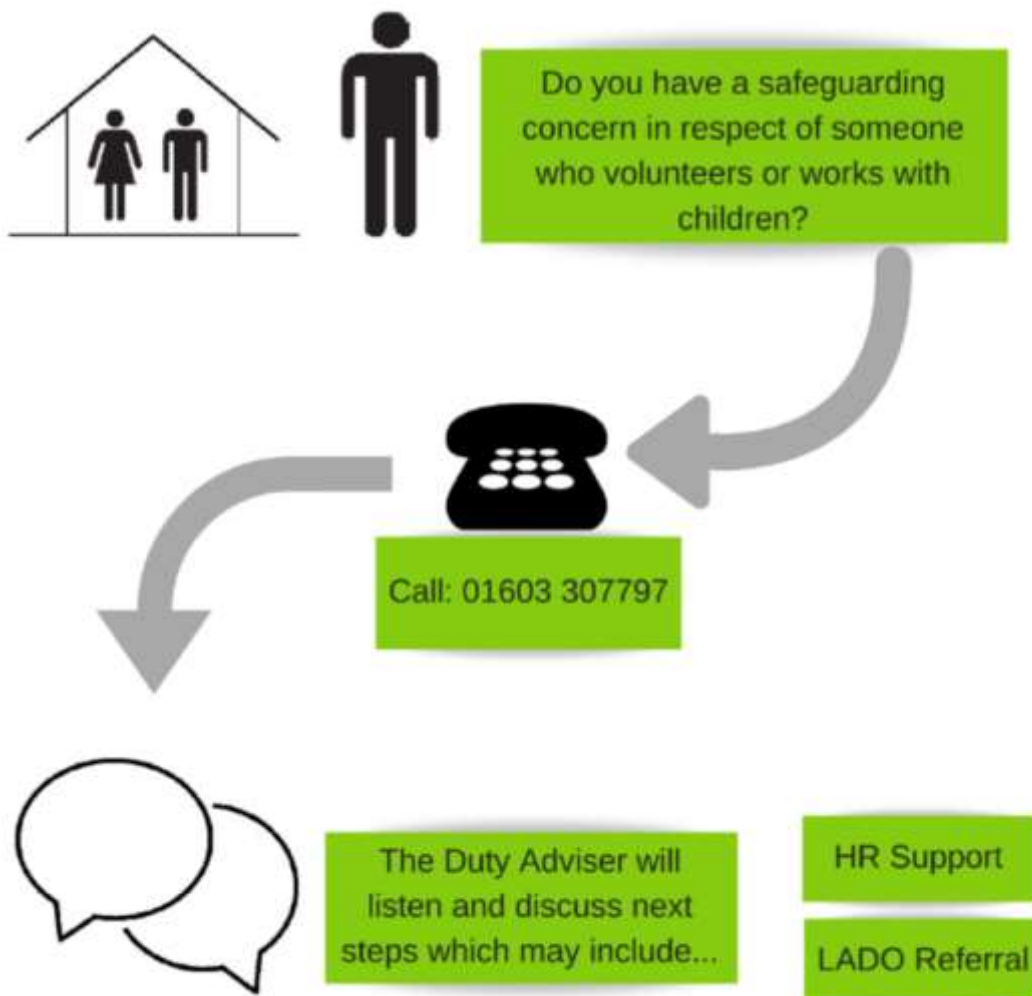 Do you have a safeguarding
concern in respect of someone
who volunteers or works with
children?
Call: 01603 307797
The Duty Adviser will
listen and discuss next
steps which may include...
HR Support
LADO Referral